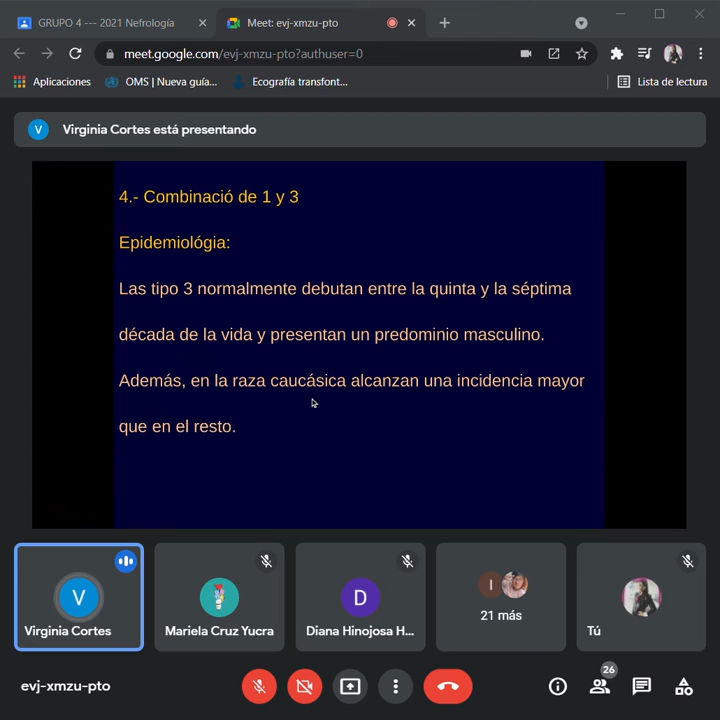 GRUPO 4 --- 2021 Nefrología
Meet: evj-xmzu-pto
meet.google.com/evj-xmzu-pto?authuser=0
Aplicaciones
OMS | Nueva guía...
Ecografía transfont...
Lista de lectura
V
Virginia Cortes está presentando
4.- Combinació de 1 y 3
Epidemiológia:
Las tipo 3 normalmente debutan entre la quinta y la séptima
década de la vida y presentan un predominio masculino.
Además, en la raza caucásica alcanzan una incidencia mayor
que en el resto.
V
Virginia Cortes
Mariela Cruz Yucra
D
Diana Hinojosa H...
I
21 más
Tú
evj-xmzu-pto
26